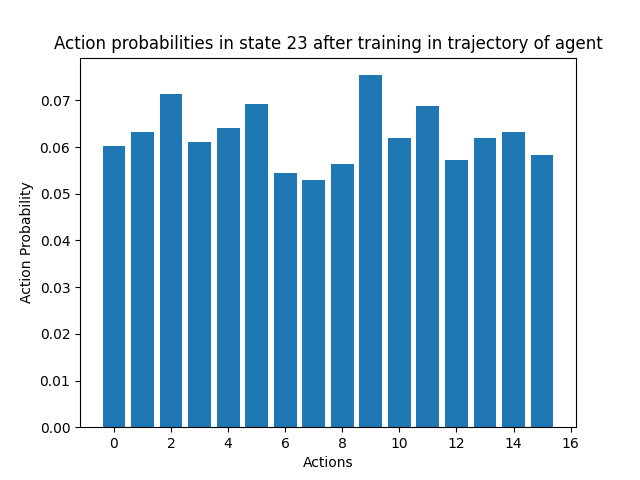 Action probabilities in state 23 after training in trajectory of agent
0.07
0.06
0.05
0.04
0.03
0.02
0.01
0.00
Action Probability
0 2 4 6 8 10 12 14 16
Actions